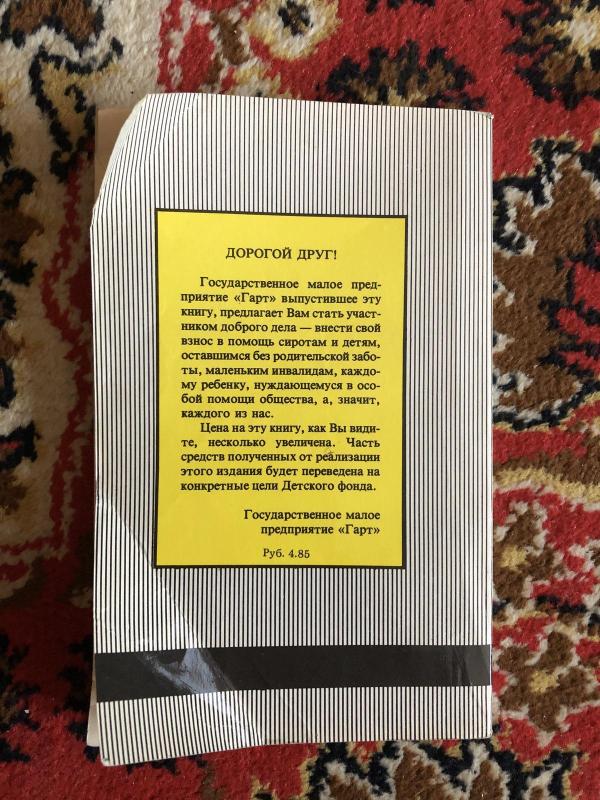 ДОРОГОЙ ДРУГ!
Государственное малое пред-
приятие «Гарт» выпустившее эту
книгу, предлагает Вам стать участ-
ником доброго дела — внести свой
взнос в помощь сиротам и детям,
оставшимся без родительской забо-
ты, маленьким инвалидам, каждо-
му ребенку, нуждающемуся в осо-
бой помощи общества, а, значит,
каждого из нас.
Цена на эту книгу, как Вы види-
те, несколько увеличена. Часть
средств полученных от реализации
этого издания будет переведена на
конкретные цели Детского фонда.
Государственное малое
предприятие «Гарт»
Руб. 4.85